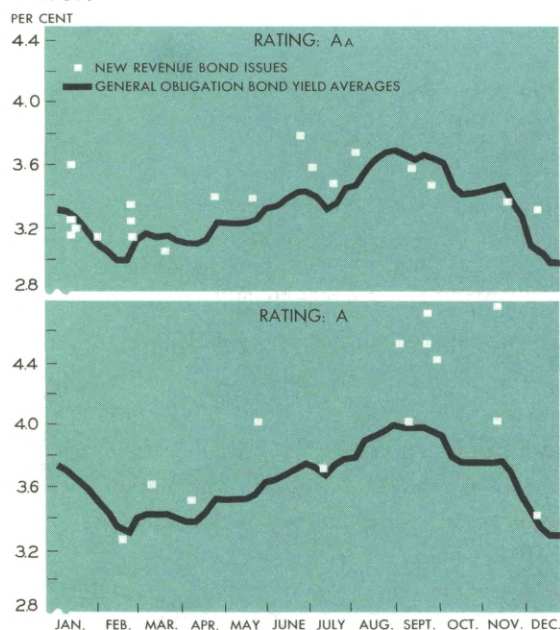 PER CENT
RATING: AA
NEW REVENUE BOND ISSUES
GENERAL OBLIGATION BOND YIELD AVERAGES
4.4
4.0
3.6
3.2
2.8
RATING: A
4.4
4.0
3.6
3.2
2.8
JAN. FEB. MAR. APR. MAY JUNE JULY AUG. SEPT. OCT. NOV. DEC.